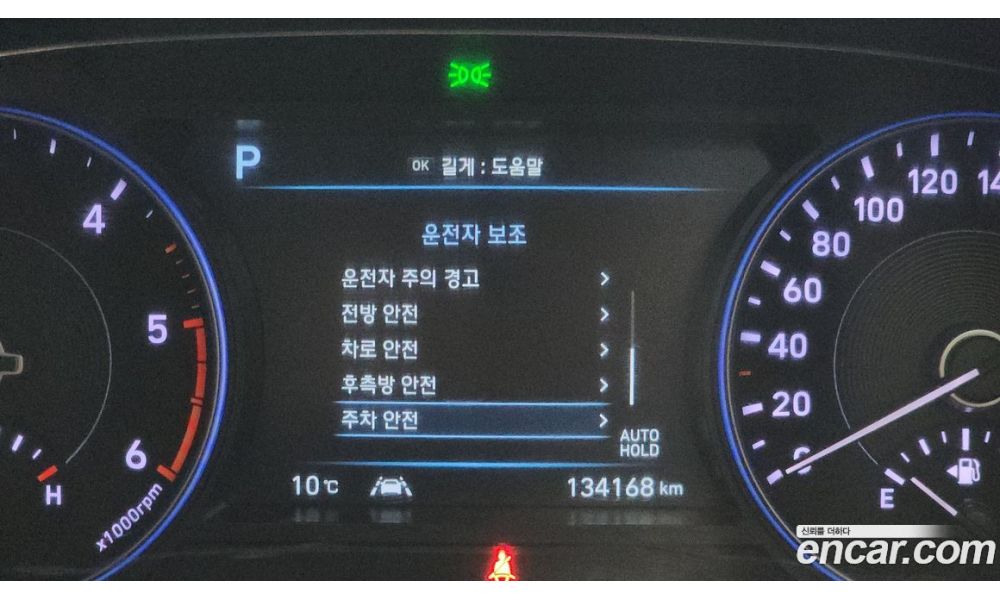 P
OK 길게 : 도움말
운전자 보조
운전자 주의 경고 >
전방 안전 >
차로 안전 >
후측방 안전 >
주차 안전 >
AUTO
HOLD
10℃
134168 km
4
5
6
H
x1000rpm
0
20
40
60
80
100
120
14
E
신뢰를 더하다
encar.com